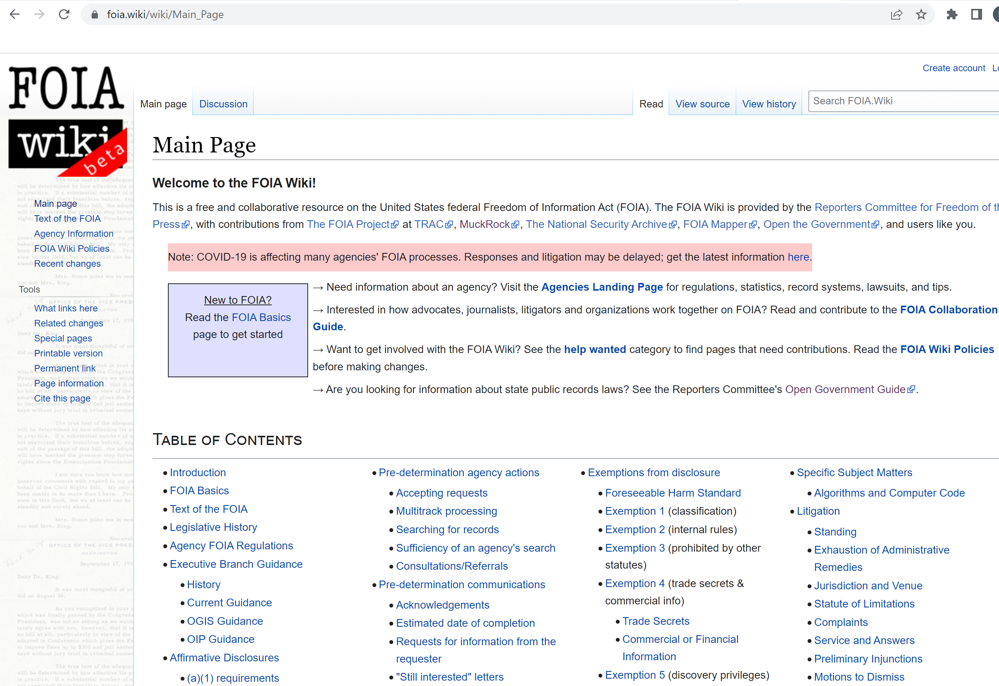 foia.wiki/wiki/Main_Page
Create account
FOIA
wiki
beta
Main page
Discussion
Read
View source
View history
Search FOIA.Wiki
Main page
Text of the FOIA
Agency Information
FOIA Wiki Policies
Recent changes
Tools
What links here
Related changes
Special pages
Printable version
Permanent link
Page information
Cite this page
Main Page
Welcome to the FOIA Wiki!
This is a free and collaborative resource on the United States federal Freedom of Information Act (FOIA). The FOIA Wiki is provided by the Reporters Committee for Freedom of
Press, with contributions from The FOIA Project at TRAC, MuckRock, The National Security Archive, FOIA Mapper, Open the Government, and users like you.
Note: COVID-19 is affecting many agencies' FOIA processes. Responses and litigation may be delayed; get the latest information here.
New to FOIA?
Read the FOIA Basics
page to get started
→ Need information about an agency? Visit the Agencies Landing Page for regulations, statistics, record systems, lawsuits, and tips.
→ Interested in how advocates, journalists, litigators and organizations work together on FOIA? Read and contribute to the FOIA Collaboration
Guide.
→ Want to get involved with the FOIA Wiki? See the help wanted category to find pages that need contributions. Read the FOIA Wiki Policies
before making changes.
→ Are you looking for information about state public records laws? See the Reporters Committee's Open Government Guide.
Table of Contents
• Introduction
• FOIA Basics
• Text of the FOIA
• Legislative History
• Agency FOIA Regulations
• Executive Branch Guidance
• History
• Current Guidance
• OGIS Guidance
• OIP Guidance
• Affirmative Disclosures
• (a)(1) requirements
• Pre-determination agency actions
• Accepting requests
• Multitrack processing
• Searching for records
• Sufficiency of an agency's search
• Consultations/Referrals
• Pre-determination communications
• Acknowledgements
• Estimated date of completion
• Requests for information from the
requester
• "Still interested" letters
• Exemptions from disclosure
• Foreseeable Harm Standard
• Exemption 1 (classification)
• Exemption 2 (internal rules)
• Exemption 3 (prohibited by other
statutes)
• Exemption 4 (trade secrets &
commercial info)
• Trade Secrets
• Commercial or Financial
Information
• Exemption 5 (discovery privileges)
• Specific Subject Matters
• Algorithms and Computer Code
• Litigation
• Standing
• Exhaustion of Administrative
Remedies
• Jurisdiction and Venue
• Statute of Limitations
• Complaints
• Service and Answers
• Preliminary Injunctions
• Motions to Dismiss